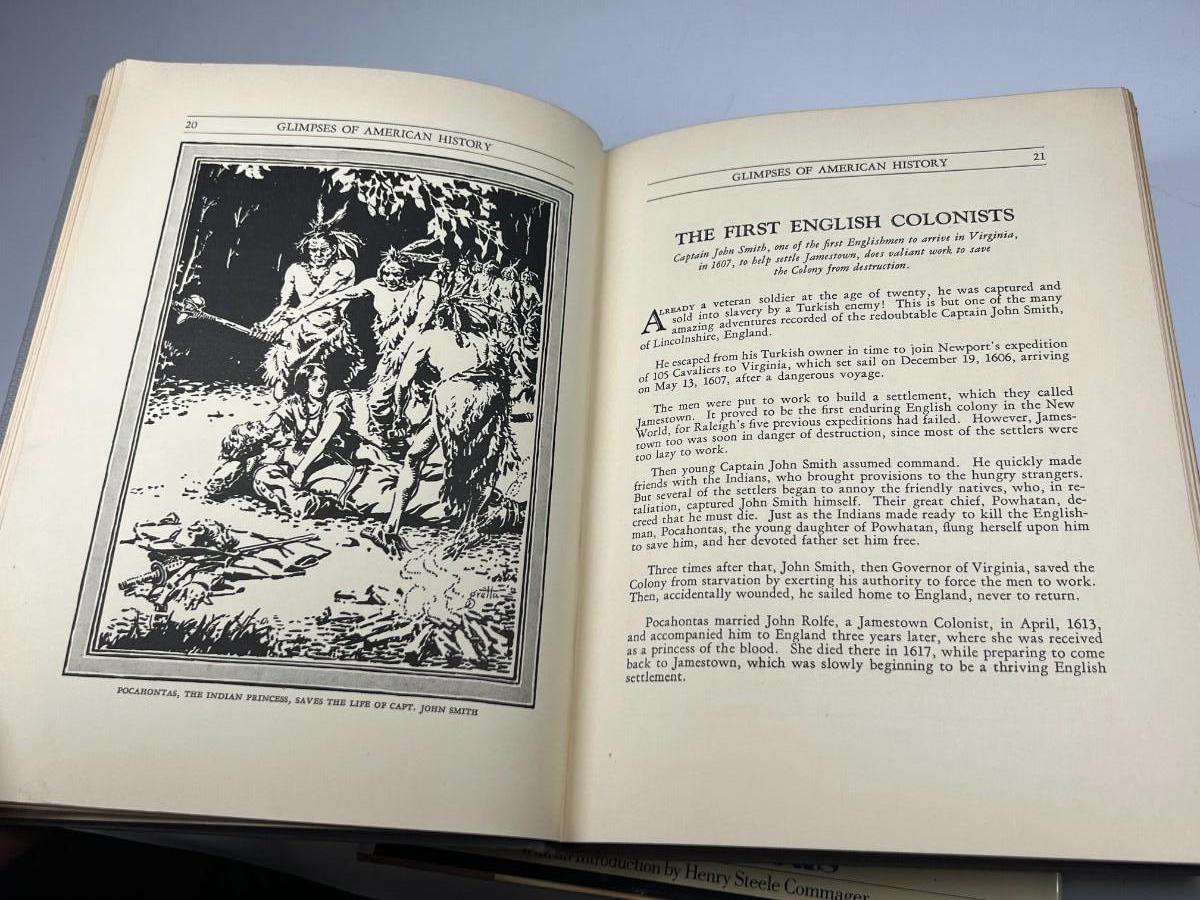 20
GLIMPSES OF AMERICAN HISTORY
gretta
POCAHONTAS, THE INDIAN PRINCESS, SAVES THE LIFE OF CAPT. JOHN SMITH
GLIMPSES OF AMERICAN HISTORY
21
THE FIRST ENGLISH COLONISTS
Captain John Smith, one of the first Englishmen to arrive in Virginia,
in 1607, to help settle Jamestown, does valiant work to save
the Colony from destruction.
ALREADY a veteran soldier at the age of twenty, he was captured and
sold into slavery by a Turkish enemy! This is but one of the many
amazing adventures recorded of the redoubtable Captain John Smith,
of Lincolnshire, England.
He escaped from his Turkish owner in time to join Newport's expedition
of 105 Cavaliers to Virginia, which set sail on December 19, 1606, arriving
on May 13, 1607, after a dangerous voyage.
The men were put to work to build a settlement, which they called
Jamestown. It proved to be the first enduring English colony in the New
World, for Raleigh's five previous expeditions had failed. However, James-
town too was soon in danger of destruction, since most of the settlers were
too lazy to work.
Then young Captain John Smith assumed command. He quickly made
friends with the Indians, who brought provisions to the hungry strangers.
But several of the settlers began to annoy the friendly natives, who, in re-
taliation, captured John Smith himself. Their great chief, Powhatan, de-
creed that he must die. Just as the Indians made ready to kill the English-
man, Pocahontas, the young daughter of Powhatan, flung herself upon him
to save him, and her devoted father set him free.
Three times after that, John Smith, then Governor of Virginia, saved the
Colony from starvation by exerting his authority to force the men to work.
Then, accidentally wounded, he sailed home to England, never to return.
Pocahontas married John Rolfe, a Jamestown Colonist, in April, 1613,
and accompanied him to England three years later, where she was received
as a princess of the blood. She died there in 1617, while preparing to come
back to Jamestown, which was slowly beginning to be a thriving English
settlement.
With an Introduction by Henry Steele Commager